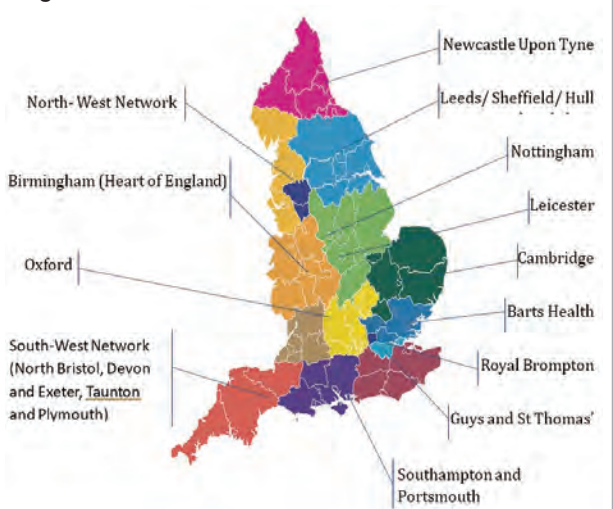 Newcastle Upon Tyne
North- West Network
Leeds/ Sheffield/ Hull
Nottingham
Birmingham (Heart of England)
Leicester
Cambridge
Oxford
Barts Health
South-West Network
(North Bristol, Devon
and Exeter, Taunton
and Plymouth)
Royal Brompton
Guys and St Thomas'
Southampton and
Portsmouth